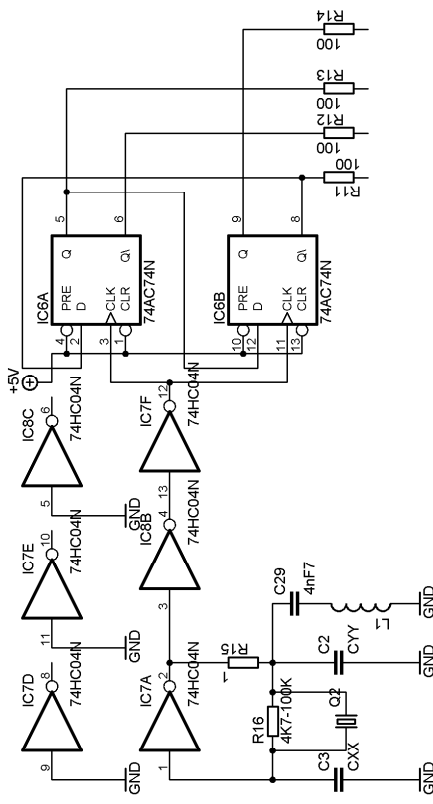 R14
100
R13
100
R12
100
R11
100
5
6
9
8
Q
Q\
Q
Q\
IC6A
PRE
D
CLK
CLR
74AC74N
IC6B
PRE
D
CLK
CLR
74AC74N
4
2
3
1
10
12
11
13
+5V
IC8C
6
74HC04N
5
GND
IC7F
12
74HC04N
13
IC7E
10
74HC04N
11
GND
IC8B
4
74HC04N
3
IC7D
8
74HC04N
9
GND
IC7A
2
74HC04N
1
R15
1
C29
4nF7
L1
GND
C2
CYY
GND
R16
4K7-100K
Q2
C3
CXX
GND